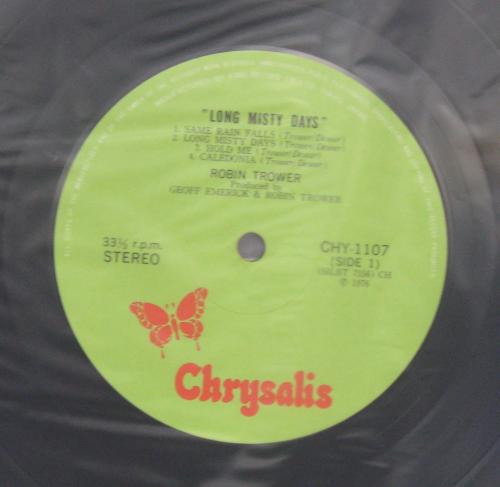 "LONG MISTY DAYS"
1. SAME RAIN FALLS (Trower/Dewar)
2. LONG MISTY DAYS (Trower/Dewar)
3. HOLD ME (Trower/Dewar)
4. CALEDONIA (Trower/Dewar)
ROBIN TROWER
Produced by
GEOFF EMERICK & ROBIN TROWER
33⅓ r.p.m.
STEREO
CHY-1107
(SIDE 1)
CH
℗ 1976
Chrysalis